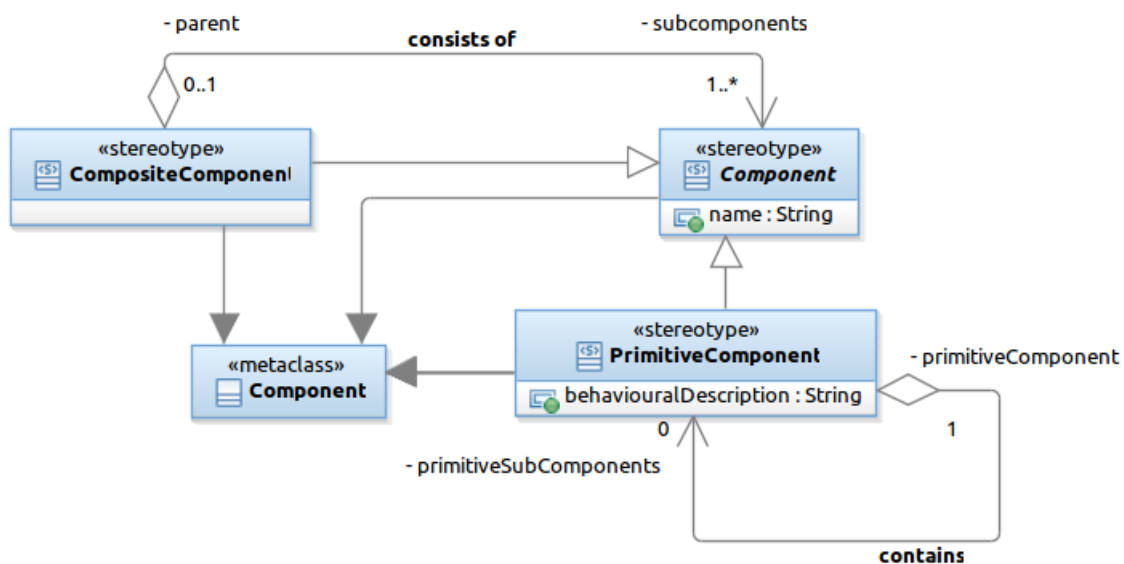 - parent
- subcomponents
consists of
0..1
1..*
«stereotype»
CompositeComponent
«stereotype»
Component
name : String
«stereotype»
PrimitiveComponent
behaviouralDescription : String
«metaclass»
Component
- primitiveComponent
0
1
- primitiveSubComponents
contains